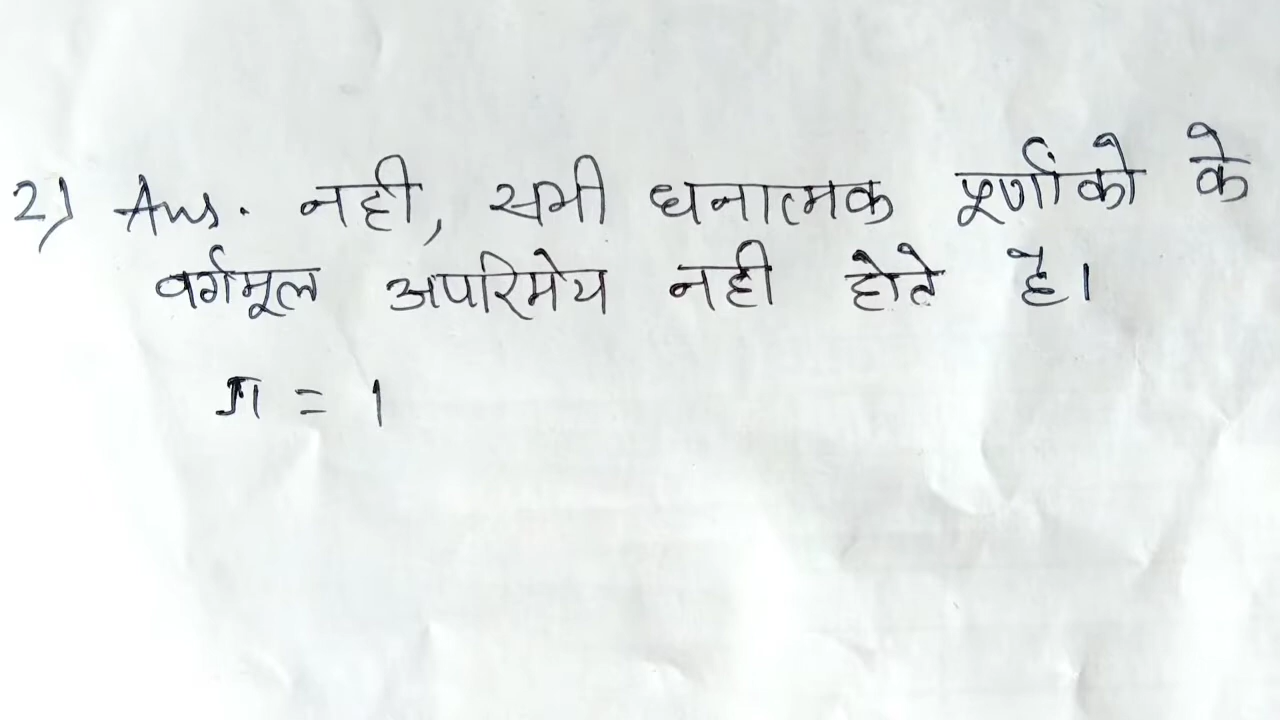 2) Ans. नही, सभी धनात्मक पूर्णांको के
वर्गमूल अपरिमेय नही होते है।
√1 = 1